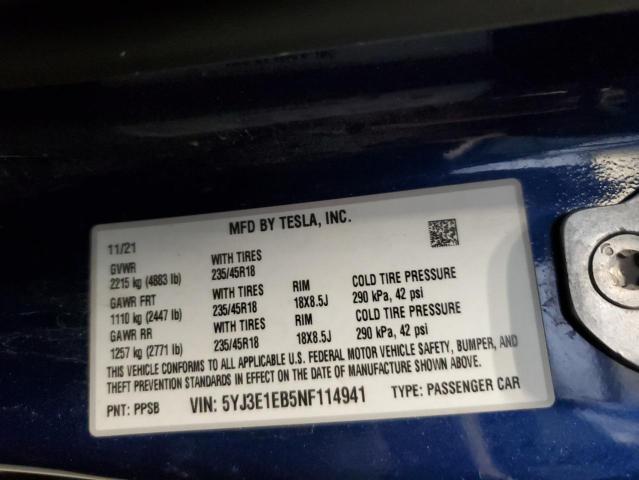 MFD BY TESLA, INC.
11/21
GVWR WITH TIRES
2215 kg (4883 lb) 235/45R18
GAWR FRT WITH TIRES RIM COLD TIRE PRESSURE
1110 kg (2447 lb) 235/45R18 18X8.5J 290 kPa, 42 psi
GAWR RR WITH TIRES RIM COLD TIRE PRESSURE
1257 kg (2771 lb) 235/45R18 18X8.5J 290 kPa, 42 psi
THIS VEHICLE CONFORMS TO ALL APPLICABLE U.S. FEDERAL MOTOR VEHICLE SAFETY, BUMPER, AND
THEFT PREVENTION STANDARDS IN EFFECT ON THE DATE OF MANUFACTURE SHOWN ABOVE.
PNT: PPSB VIN: 5YJ3E1EB5NF114941 TYPE: PASSENGER CAR